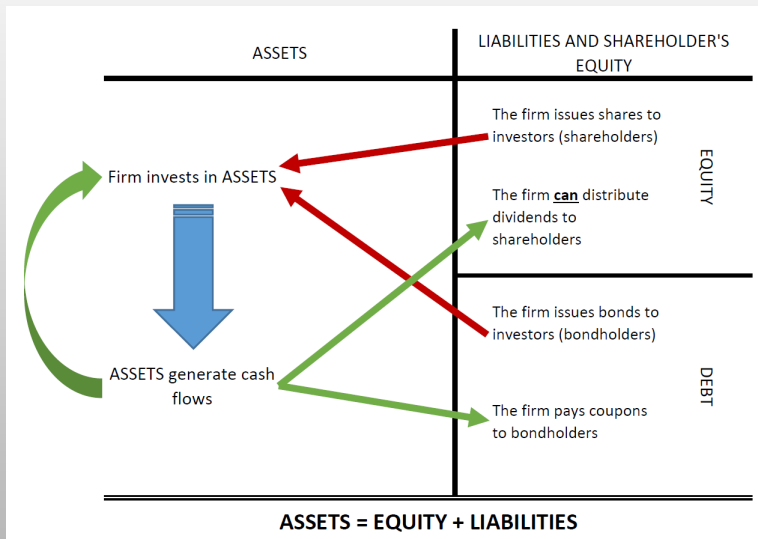 ASSETS
LIABILITIES AND SHAREHOLDER'S
EQUITY
Firm invests in ASSETS
ASSETS generate cash
flows
The firm issues shares to
investors (shareholders)
The firm can distribute
dividends to
shareholders
EQUITY
The firm issues bonds to
investors (bondholders)
The firm pays coupons
to bondholders
DEBT
ASSETS = EQUITY + LIABILITIES